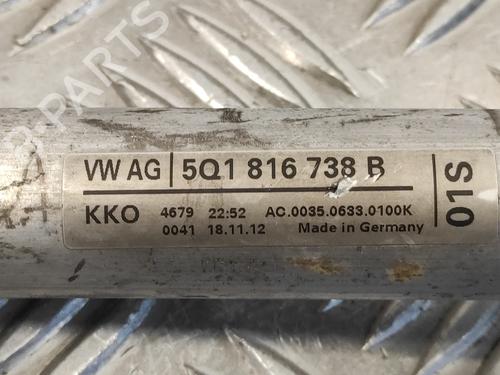 VW AG 5Q1 816 738 B
KKO 4679 22:52 AC.0035.0633.0100K
0041 18.11.12 Made in Germany
01S